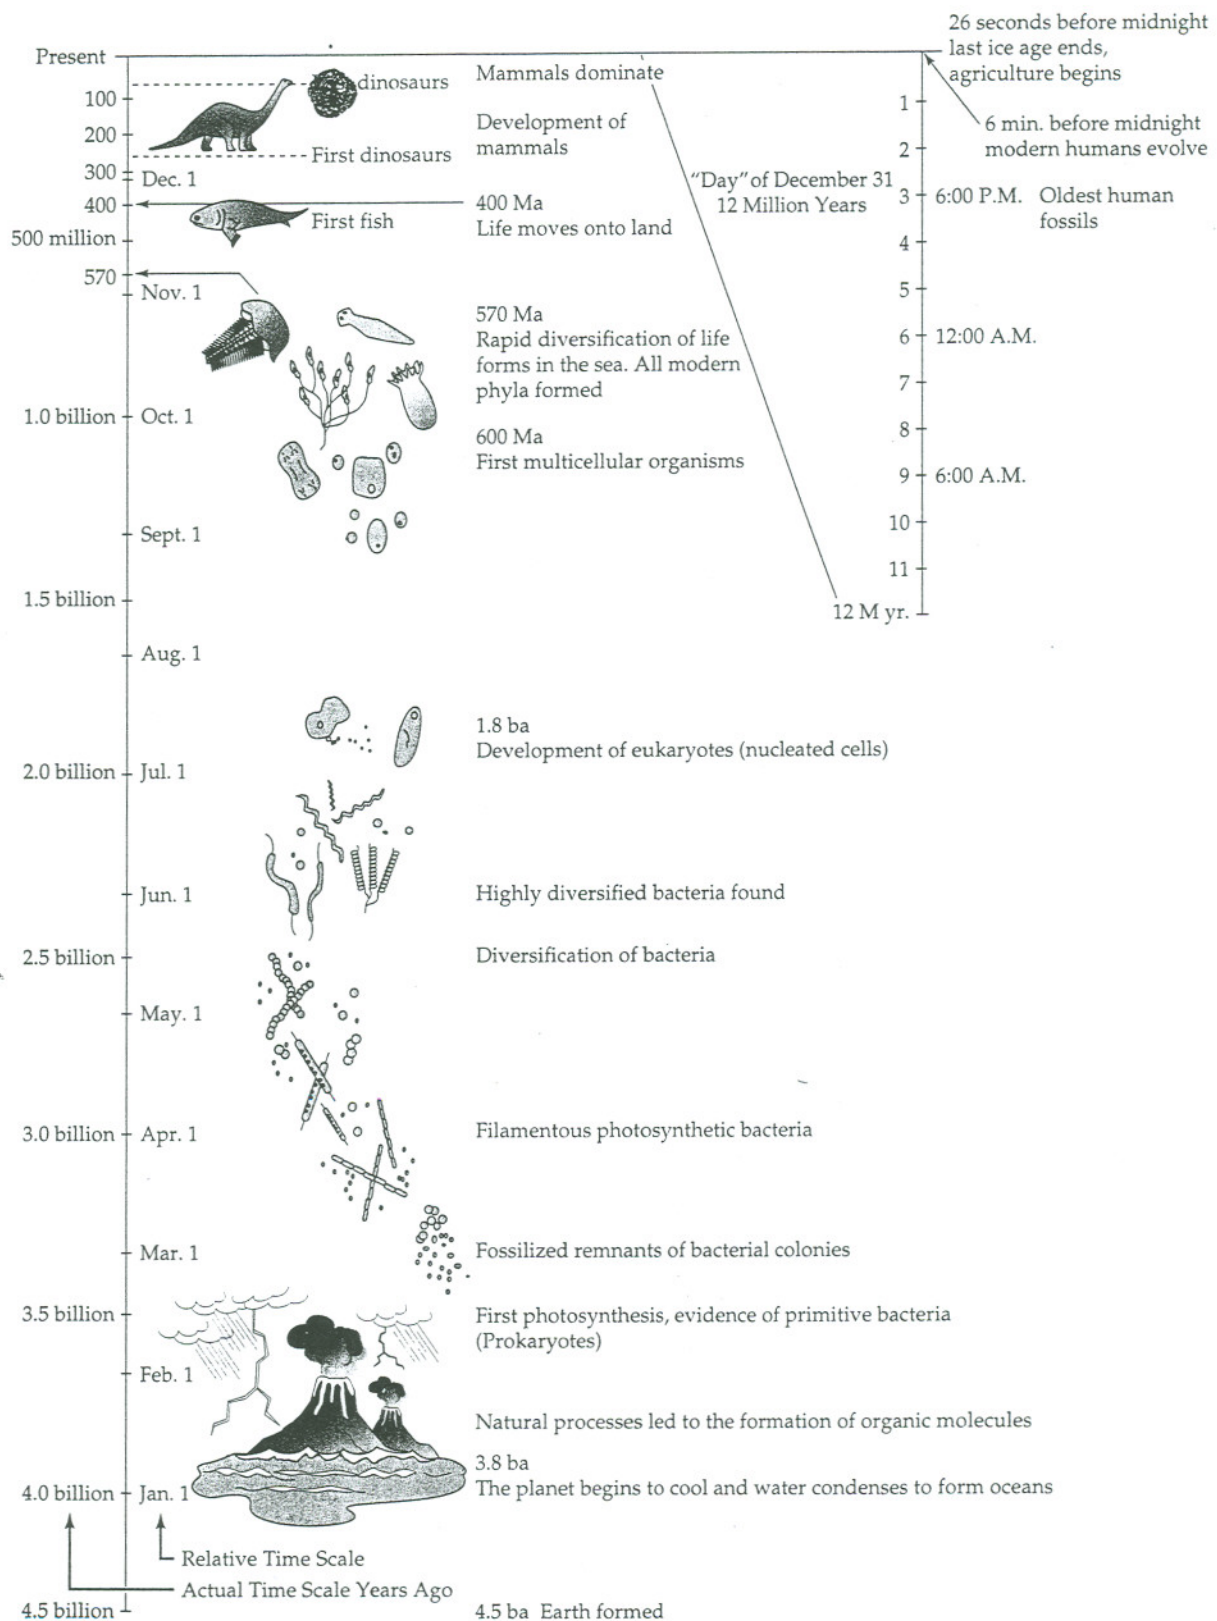 26 seconds before midnight
last ice age ends,
agriculture begins
Present
dinosaurs
Mammals dominate
100
1
6 min. before midnight
modern humans evolve
200
Development of
mammals
2
First dinosaurs
300
Dec. 1
"Day" of December 31
12 Million Years
3
6:00 P.M. Oldest human
fossils
400
First fish
400 Ma
Life moves onto land
500 million
4
570
Nov. 1
5
570 Ma
Rapid diversification of life
forms in the sea. All modern
phyla formed
6
12:00 A.M.
7
1.0 billion
Oct. 1
8
600 Ma
First multicellular organisms
9
6:00 A.M.
10
Sept. 1
11
1.5 billion
12 M yr.
Aug. 1
1.8 ba
Development of eukaryotes (nucleated cells)
2.0 billion
Jul. 1
Jun. 1
Highly diversified bacteria found
2.5 billion
Diversification of bacteria
May. 1
3.0 billion
Apr. 1
Filamentous photosynthetic bacteria
Mar. 1
Fossilized remnants of bacterial colonies
3.5 billion
First photosynthesis, evidence of primitive bacteria
(Prokaryotes)
Feb. 1
Natural processes led to the formation of organic molecules
3.8 ba
The planet begins to cool and water condenses to form oceans
4.0 billion
Jan. 1
Relative Time Scale
Actual Time Scale Years Ago
4.5 billion
4.5 ba Earth formed